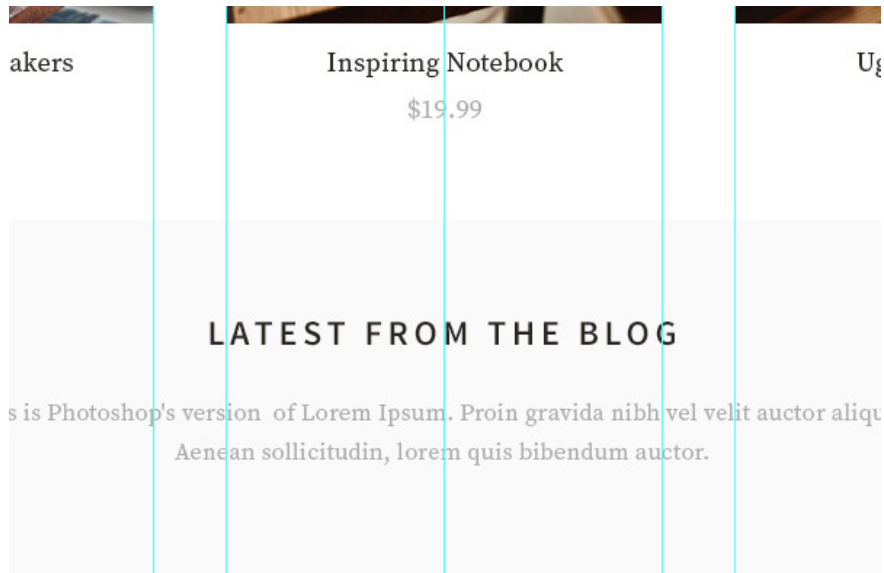 akers
Inspiring Notebook
$19.99
LATEST FROM THE BLOG
s is Photoshop's version  of Lorem Ipsum. Proin gravida nibh vel velit auctor aliqu
Aenean sollicitudin, lorem quis bibendum auctor.